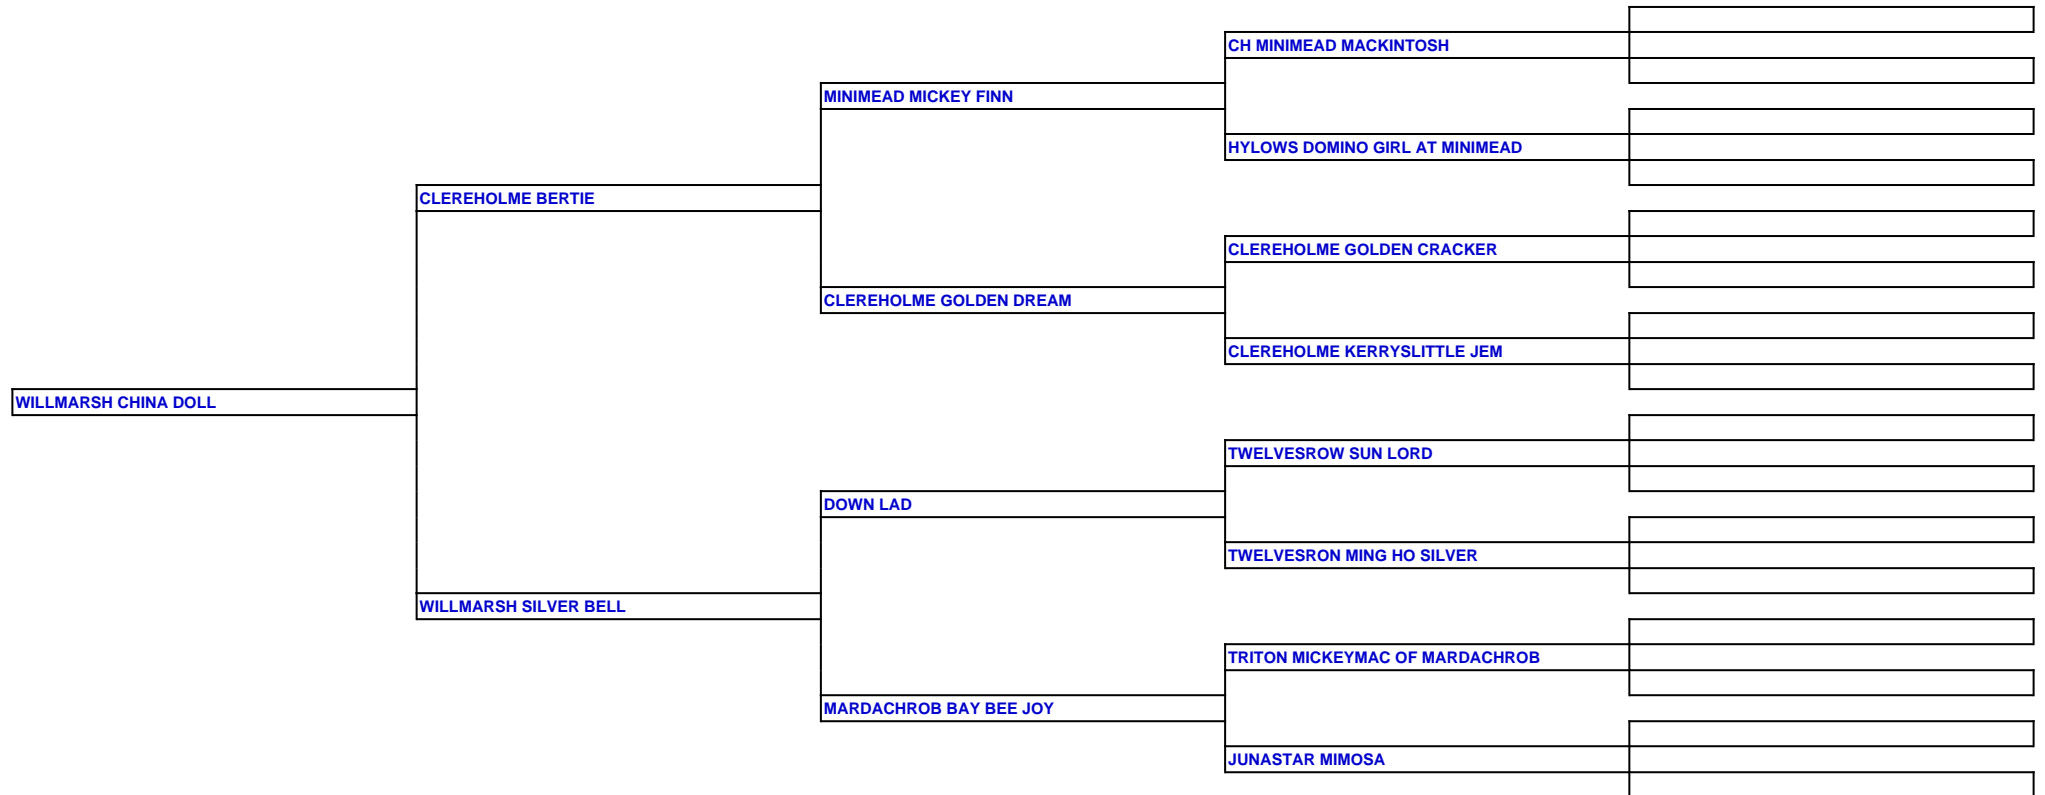 CH MINIMEAD MACKINTOSH
MINIMEAD MICKEY FINN
HYLOWS DOMINO GIRL AT MINIMEAD
CLEREHOLME BERTIE
CLEREHOLME GOLDEN CRACKER
CLEREHOLME GOLDEN DREAM
CLEREHOLME KERRYSLITTLE JEM
WILLMARSH CHINA DOLL
TWELVESROW SUN LORD
DOWN LAD
TWELVESRON MING HO SILVER
WILLMARSH SILVER BELL
TRITON MICKEYMAC OF MARDACHROB
MARDACHROB BAY BEE JOY
JUNASTAR MIMOSA